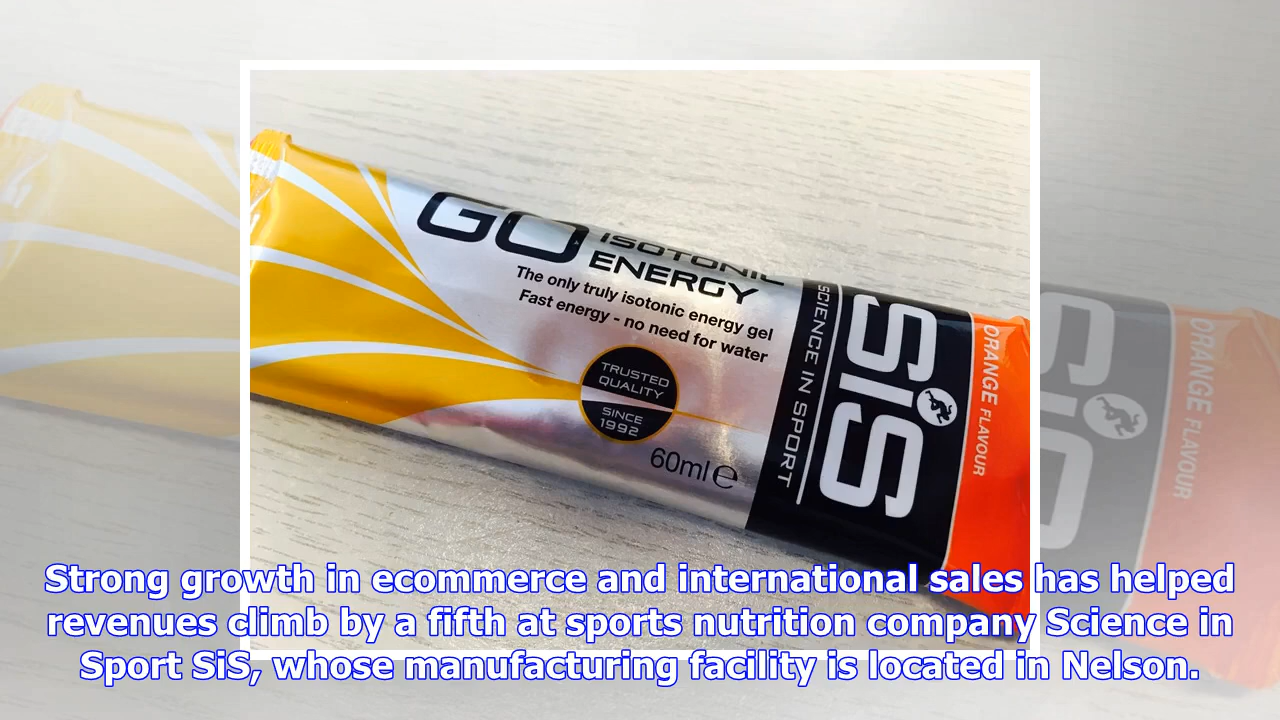 GO ISOTONIC
ENERGY
The only truly isotonic energy gel
Fast energy - no need for water
TRUSTED
QUALITY
SINCE
1992
60ml e
SCIENCE IN SPORT
SiS
ORANGE FLAVOUR
ORANGE FLAVOUR
Strong growth in ecommerce and international sales has helped
revenues climb by a fifth at sports nutrition company Science in
Sport SiS, whose manufacturing facility is located in Nelson.